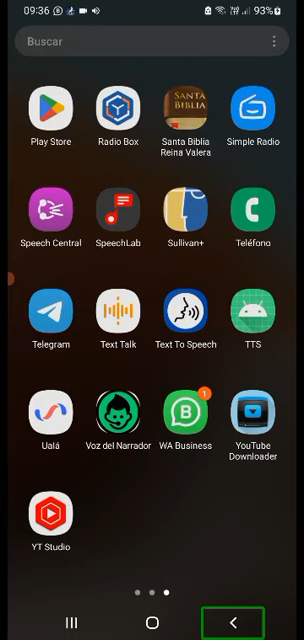 09:36 93%
Buscar
SANTA BIBLIA
Play Store Radio Box Santa Biblia Reina Valera Simple Radio
Speech Central SpeechLab Sullivan+ Teléfono
Telegram Text Talk Text To Speech TTS
1
Ualá Voz del Narrador WA Business YouTube Downloader
YT Studio